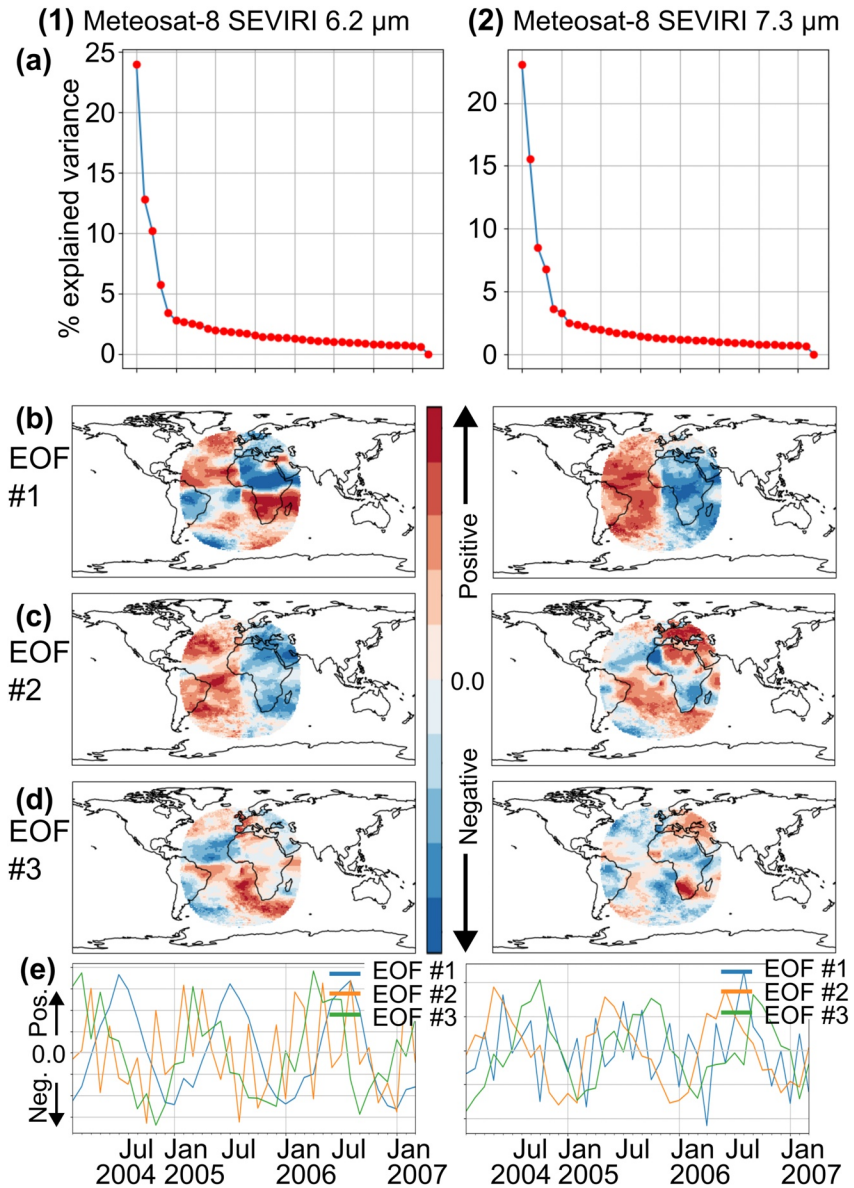 (1) Meteosat-8 SEVIRI 6.2 µm
(2) Meteosat-8 SEVIRI 7.3 µm
(a)
% explained variance
25
20
15
10
5
0
20
15
10
5
0
(b)
EOF
#1
(c)
EOF
#2
(d)
EOF
#3
Positive
0.0
Negative
(e)
Neg. Pos.
0.0
EOF #1
EOF #2
EOF #3
EOF #1
EOF #2
EOF #3
Jul Jan Jul Jan Jul Jan
2004 2005 2006 2007
Jul Jan Jul Jan Jul Jan
2004 2005 2006 2007